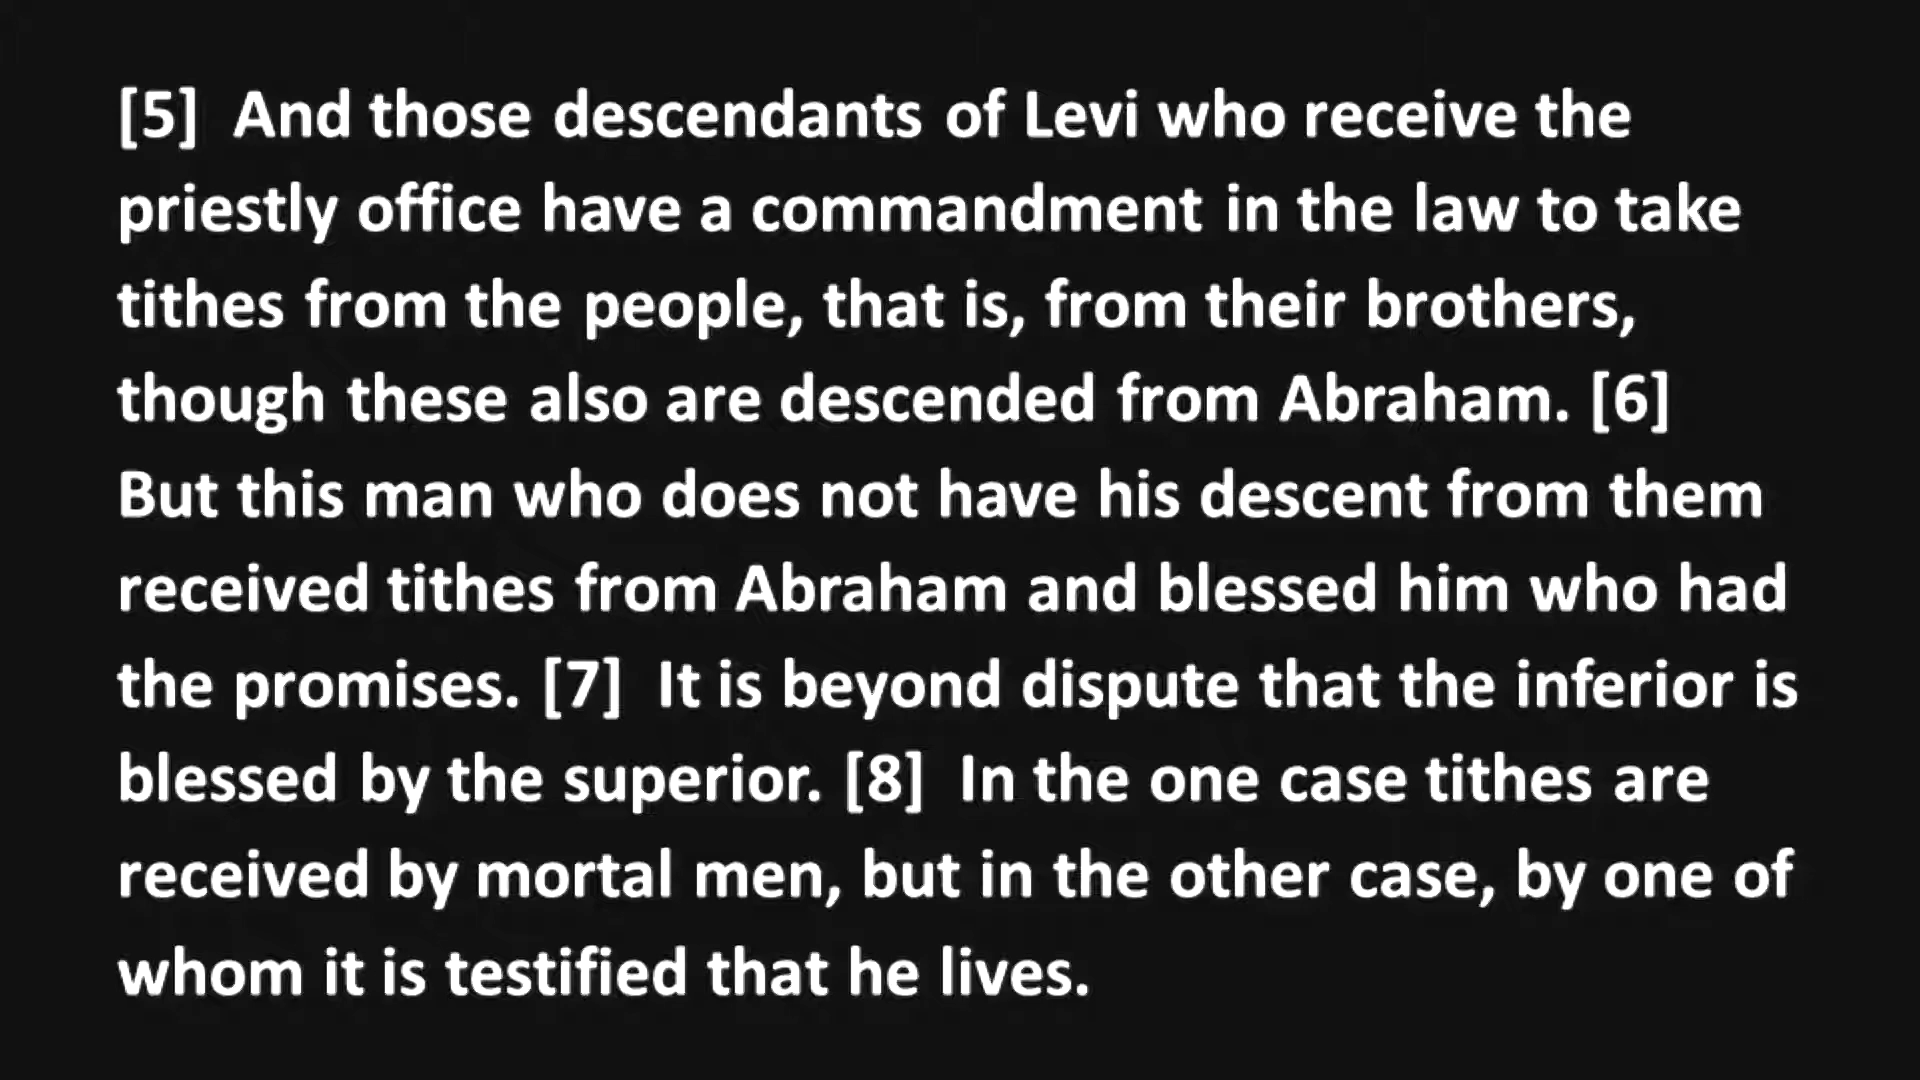 [5]  And those descendants of Levi who receive the
priestly office have a commandment in the law to take
tithes from the people, that is, from their brothers,
though these also are descended from Abraham. [6]
But this man who does not have his descent from them
received tithes from Abraham and blessed him who had
the promises. [7]  It is beyond dispute that the inferior is
blessed by the superior. [8]  In the one case tithes are
received by mortal men, but in the other case, by one of
whom it is testified that he lives.